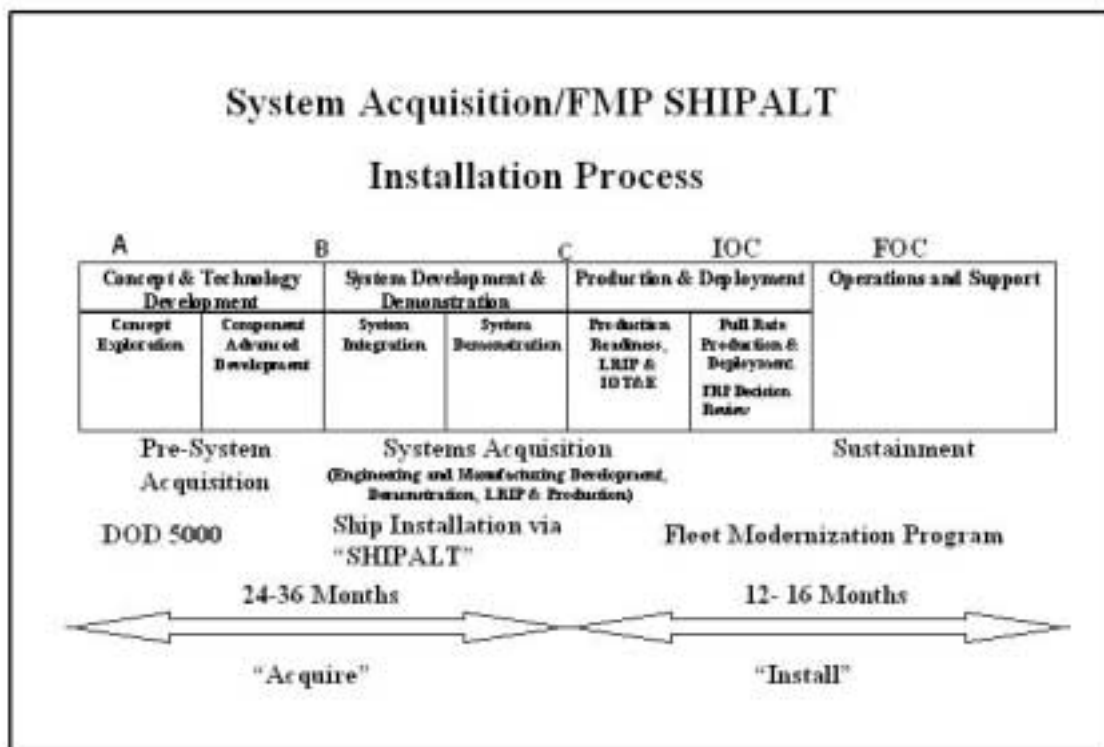 System Acquisition/FMP SHIPALT
Installation Process
A B C IOC FOC
Concept & Technology
Development
System Development &
Demonstration
Production & Deployment
Operations and Support
Concept
Exploration
Component
Advanced
Development
System
Integration
System
Demonstration
Production
Readiness,
LRIP &
IOT&E
Full Rate
Production &
Deployment
FRP Decision
Review
Pre-System
Acquisition
Systems Acquisition
(Engineering and Manufacturing Development,
Demonstration, LRIP & Production)
Sustainment
DOD 5000
Ship Installation via
“SHIPALT”
Fleet Modernization Program
24-36 Months
12- 16 Months
“Acquire”
“Install”